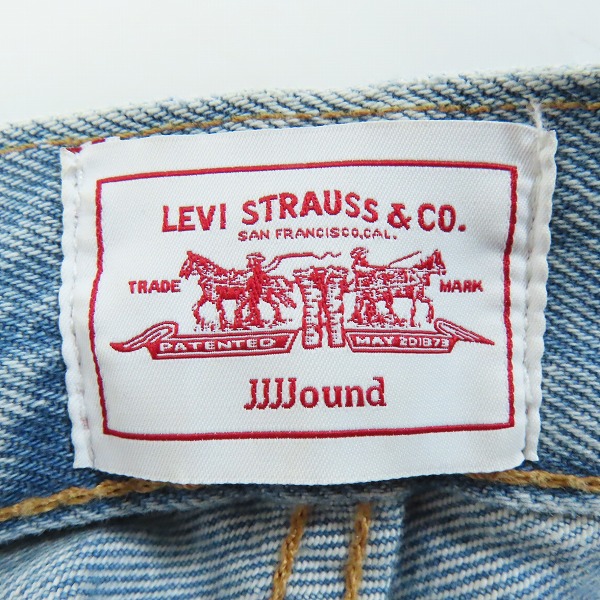 LEVI STRAUSS & CO.
SAN FRANCISCO, CAL.
TRADE MARK
PATENTED MAY 20 1873
JJJJound